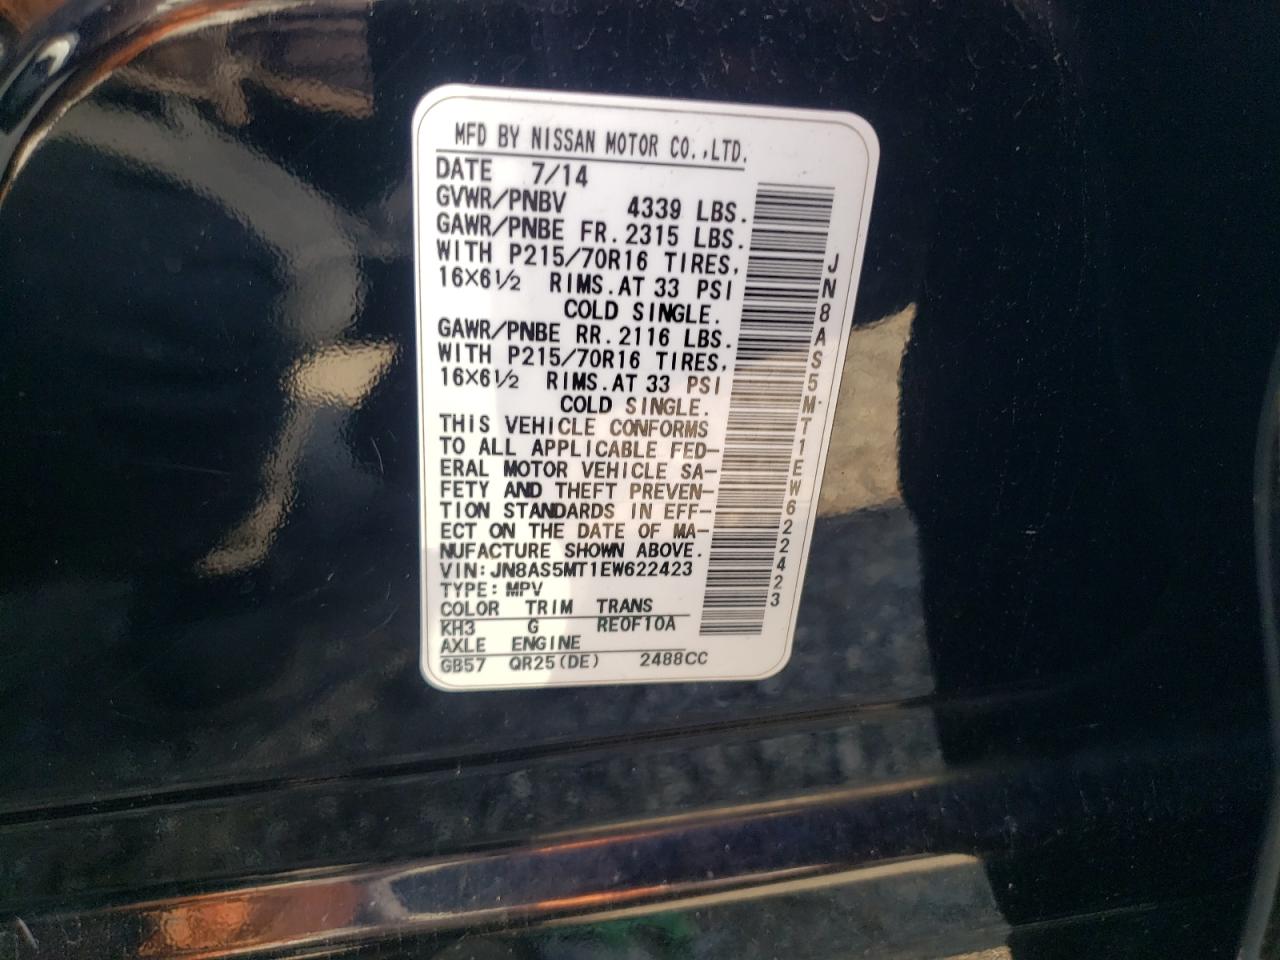 MFD BY NISSAN MOTOR CO.,LTD.
DATE 7/14
GVWR/PNBV 4339 LBS.
GAWR/PNBE FR. 2315 LBS.
WITH P215/70R16 TIRES,
16X6½ RIMS. AT 33 PSI
COLD SINGLE.
GAWR/PNBE RR. 2116 LBS.
WITH P215/70R16 TIRES,
16X6½ RIMS. AT 33 PSI
COLD SINGLE.
THIS VEHICLE CONFORMS
TO ALL APPLICABLE FED-
ERAL MOTOR VEHICLE SA-
FETY AND THEFT PREVEN-
TION STANDARDS IN EFF-
ECT ON THE DATE OF MA-
NUFACTURE SHOWN ABOVE.
VIN:JN8AS5MT1EW622423
TYPE: MPV
COLOR TRIM TRANS
KH3 G RE0F10A
AXLE ENGINE
GB57 QR25(DE) 2488CC
JN8AS5MT1EW622423